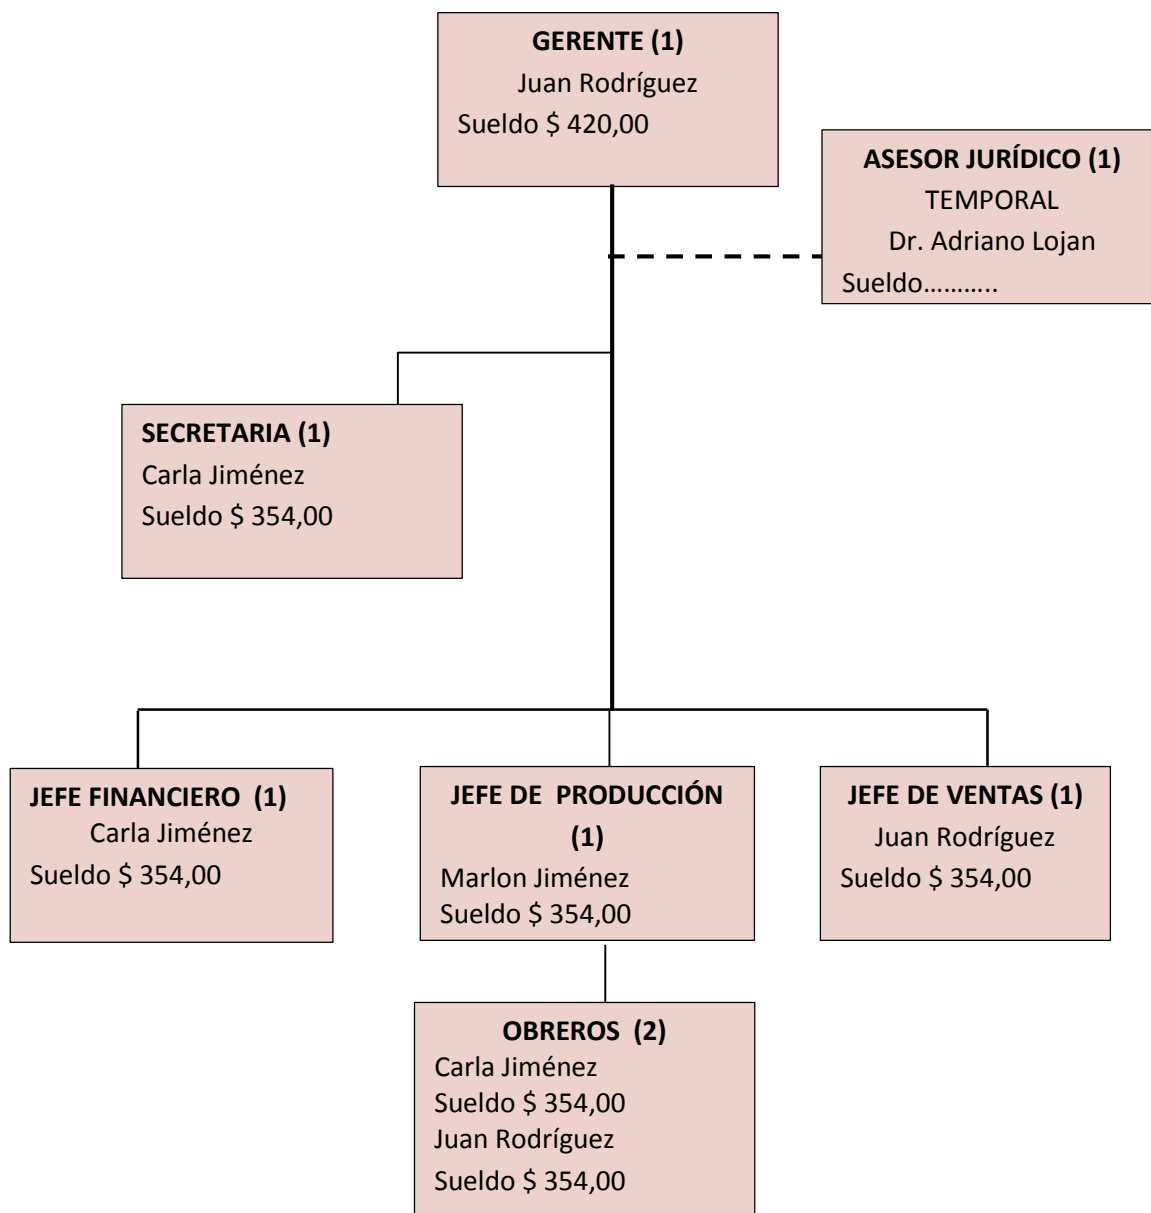 GERENTE (1)
Juan Rodríguez
Sueldo $ 420,00
ASESOR JURÍDICO (1)
TEMPORAL
Dr. Adriano Lojan
Sueldo………..
SECRETARIA (1)
Carla Jiménez
Sueldo $ 354,00
JEFE FINANCIERO (1)
Carla Jiménez
Sueldo $ 354,00
JEFE DE PRODUCCIÓN
(1)
Marlon Jiménez
Sueldo $ 354,00
JEFE DE VENTAS (1)
Juan Rodríguez
Sueldo $ 354,00
OBREROS (2)
Carla Jiménez
Sueldo $ 354,00
Juan Rodríguez
Sueldo $ 354,00